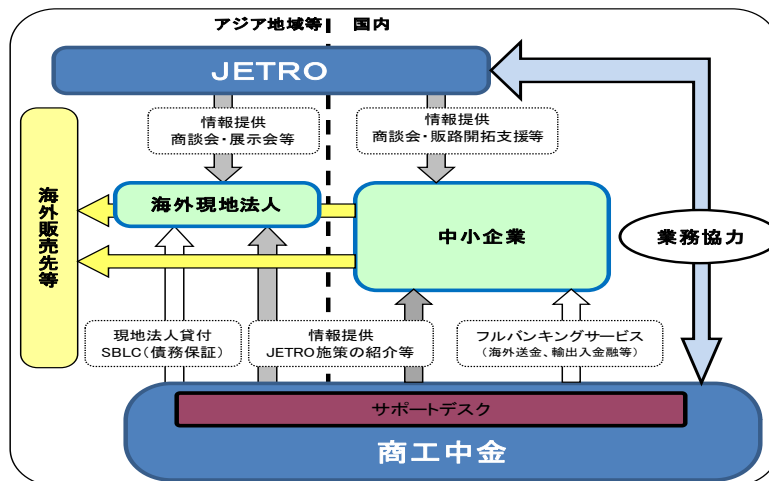 アジア地域等
国内
JETRO
情報提供
商談会・展示会等
情報提供
商談会・販路開拓支援等
海外販売先等
海外現地法人
中小企業
業務協力
現地法人貸付
SBLC(債務保証)
情報提供
JETRO施策の紹介等
フルバンキングサービス
(海外送金、輸出入金融等)
サポートデスク
商工中金